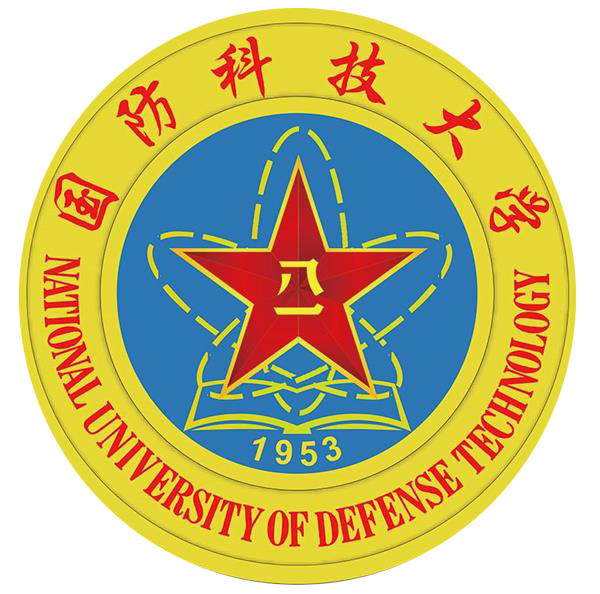 国防科技大学
八一
1953
NATIONAL UNIVERSITY OF DEFENSE TECHNOLOGY